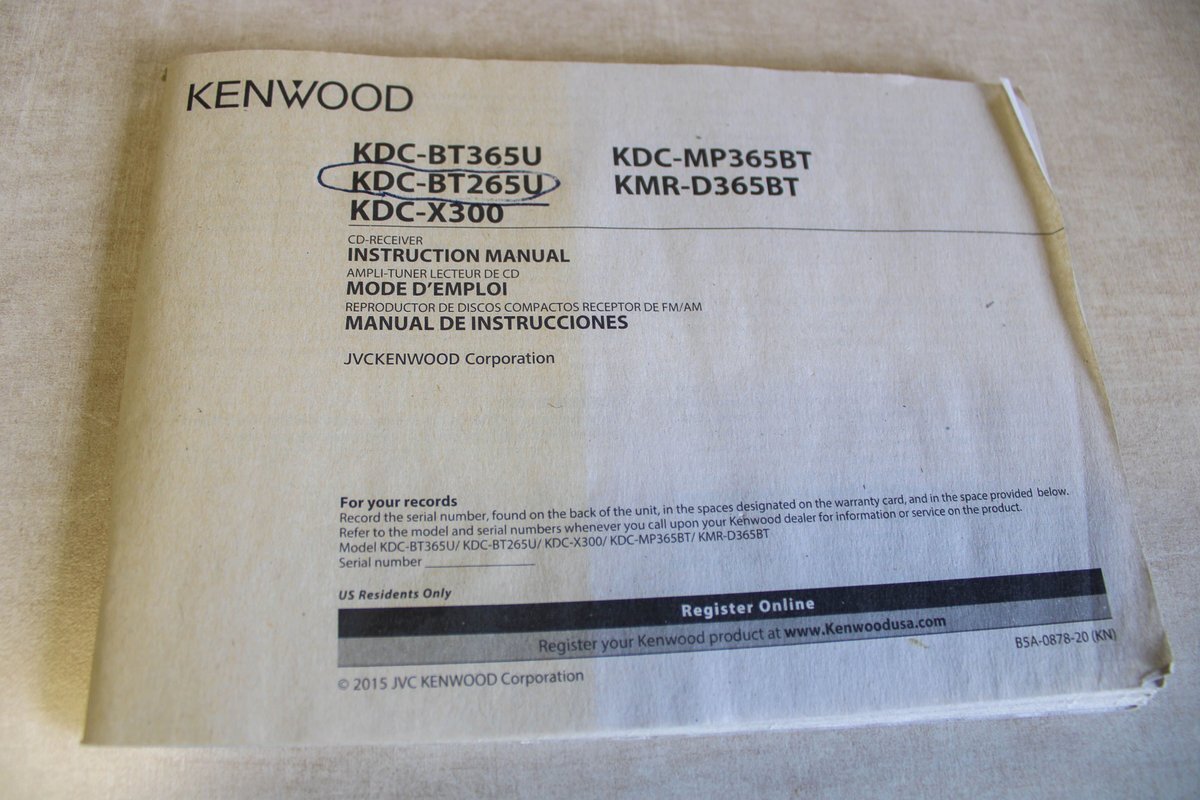 KENWOOD
KDC-BT365U
KDC-BT265U
KDC-X300
KDC-MP365BT
KMR-D365BT
CD-RECEIVER
INSTRUCTION MANUAL
AMPLI-TUNER LECTEUR DE CD
MODE D'EMPLOI
REPRODUCTOR DE DISCOS COMPACTOS RECEPTOR DE FM/AM
MANUAL DE INSTRUCCIONES
JVCKENWOOD Corporation
For your records
Record the serial number, found on the back of the unit, in the spaces designated on the warranty card, and in the space provided below.
Refer to the model and serial numbers whenever you call upon your Kenwood dealer for information or service on the product.
Model KDC-BT365U/ KDC-BT265U/ KDC-X300/ KDC-MP365BT/ KMR-D365BT
Serial number
US Residents Only
Register Online
Register your Kenwood product at www.Kenwoodusa.com
© 2015 JVC KENWOOD Corporation
B5A-0878-20 (KN)